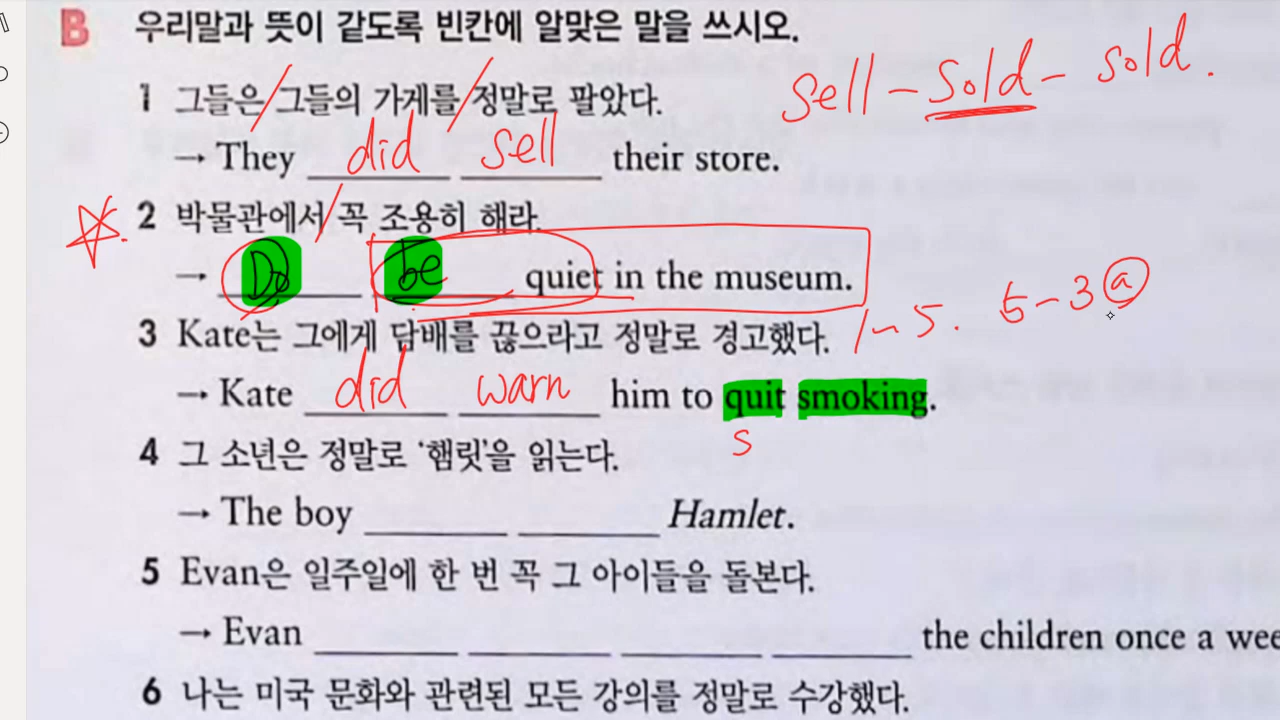 B 우리말과 뜻이 같도록 빈칸에 알맞은 말을 쓰시오.
sell - sold - sold.
1 그들은/그들의 가게를/정말로 팔았다.
→ They did sell their store.
2 박물관에서/꼭 조용히 해라.
→ Do be quiet in the museum.
1~5. 5-3 ⓐ
3 Kate는 그에게 담배를 끊으라고 정말로 경고했다.
→ Kate did warn him to quit smoking.
s
4 그 소년은 정말로 '햄릿'을 읽는다.
→ The boy ______ ______ Hamlet.
5 Evan은 일주일에 한 번 꼭 그 아이들을 돌본다.
→ Evan ______ ______ ______ ______ the children once a wee
6 나는 미국 문화와 관련된 모든 강의를 정말로 수강했다.